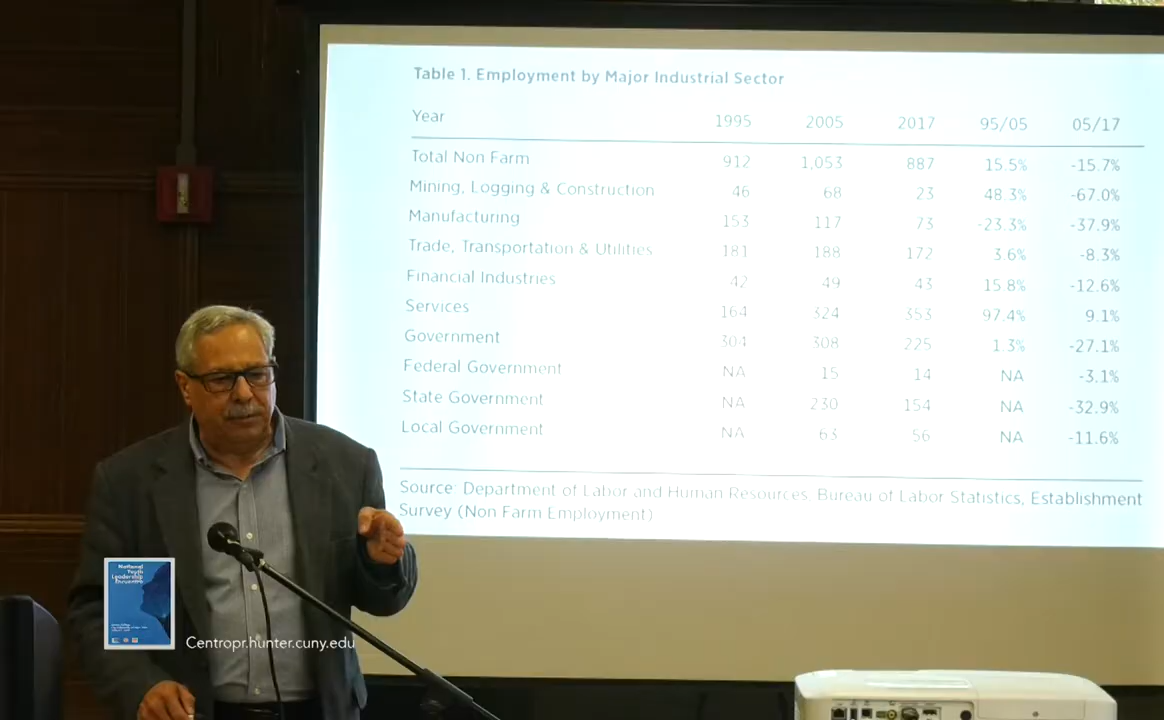 Table 1. Employment by Major Industrial Sector
Year 1995 2005 2017 95/05 05/17
Total Non Farm 912 1,053 887 15.5% -15.7%
Mining, Logging & Construction 46 68 23 48.3% -67.0%
Manufacturing 153 117 73 -23.3% -37.9%
Trade, Transportation & Utilities 181 188 172 3.6% -8.3%
Financial Industries 42 49 43 15.8% -12.6%
Services 164 324 353 97.4% 9.1%
Government 304 308 225 1.3% -27.1%
Federal Government NA 15 14 NA -3.1%
State Government NA 230 154 NA -32.9%
Local Government NA 63 56 NA -11.6%
Source: Department of Labor and Human Resources, Bureau of Labor Statistics, Establishment
Survey (Non Farm Employment)
National
Youth
Leadership
Centropr.hunter.cuny.edu